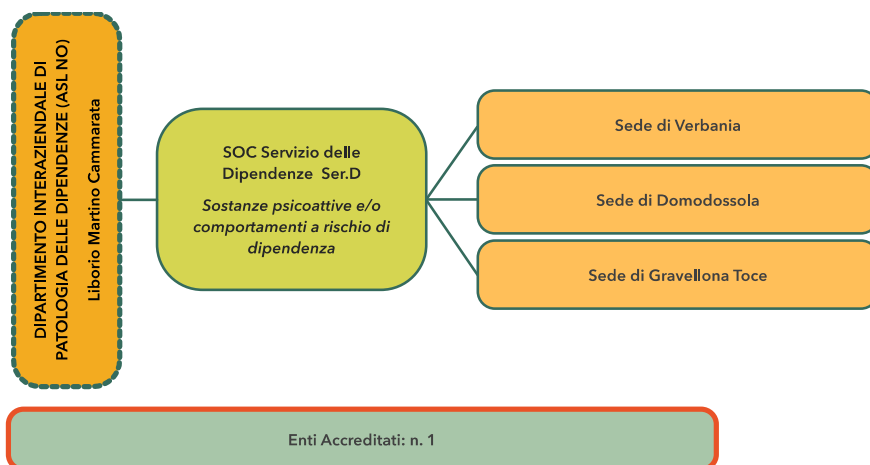 DIPARTIMENTO INTERAZIENDALE DI
PATOLOGIA DELLE DIPENDENZE (ASL NO)
Liborio Martino Cammarata
SOC Servizio delle
Dipendenze Ser.D
Sostanze psicoattive e/o
comportamenti a rischio di
dipendenza
Sede di Verbania
Sede di Domodossola
Sede di Gravellona Toce
Enti Accreditati: n. 1